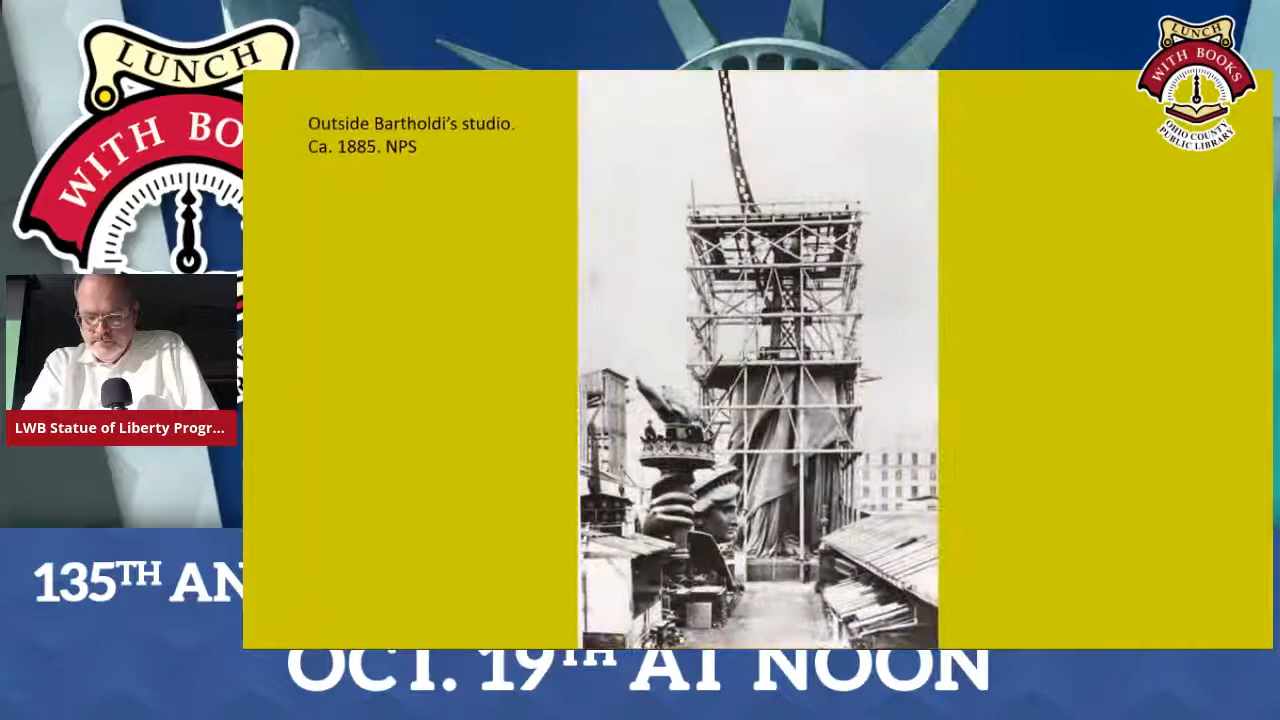 LUNCH
WITH BO
LUNCH
WITH BOOKS
OHIO COUNTY
PUBLIC LIBRARY
Outside Bartholdi's studio.
Ca. 1885. NPS
LWB Statue of Liberty Progr...
135TH AN
OCT. 19TH AT NOON